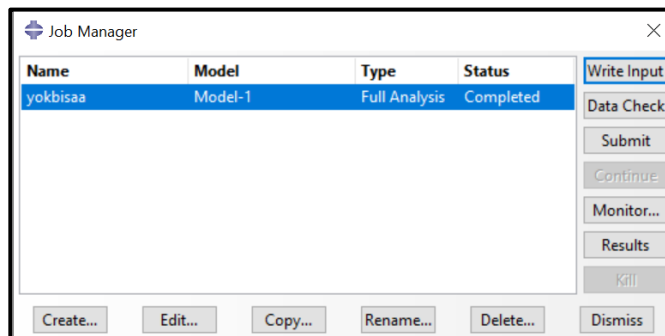 Job Manager
Name Model Type Status
yokbisaa Model-1 Full Analysis Completed
Write Input
Data Check
Submit
Continue
Monitor...
Results
Kill
Create... Edit... Copy... Rename... Delete... Dismiss